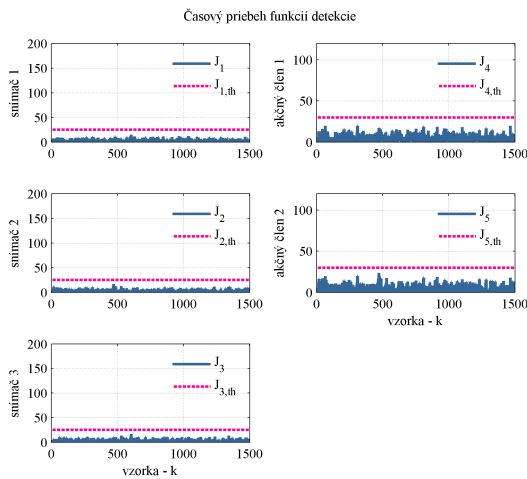 Časový priebeh funkcií detekcie
snímač 1
200
150
100
50
0
0 500 1000 1500
J1
J1,th
akčný člen 1
100
50
0
0 500 1000 1500
J4
J4,th
snímač 2
200
150
100
50
0
0 500 1000 1500
J2
J2,th
akčný člen 2
100
50
0
0 500 1000 1500
vzorka - k
J5
J5,th
snímač 3
200
150
100
50
0
0 500 1000 1500
vzorka - k
J3
J3,th